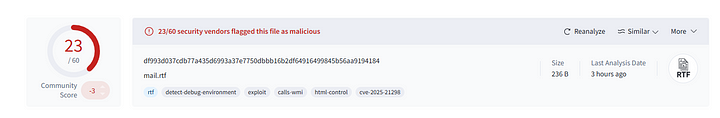 23
/ 60
Community
Score
-3
23/60 security vendors flagged this file as malicious
Reanalyze
Similar
More
df993d037cdb77a435d6993a37e7750dbbb16b2df64916499845b56aa9194184
mail.rtf
rtf
detect-debug-environment
exploit
calls-wmi
html-control
cve-2025-21298
Size
236 B
Last Analysis Date
3 hours ago
RTF